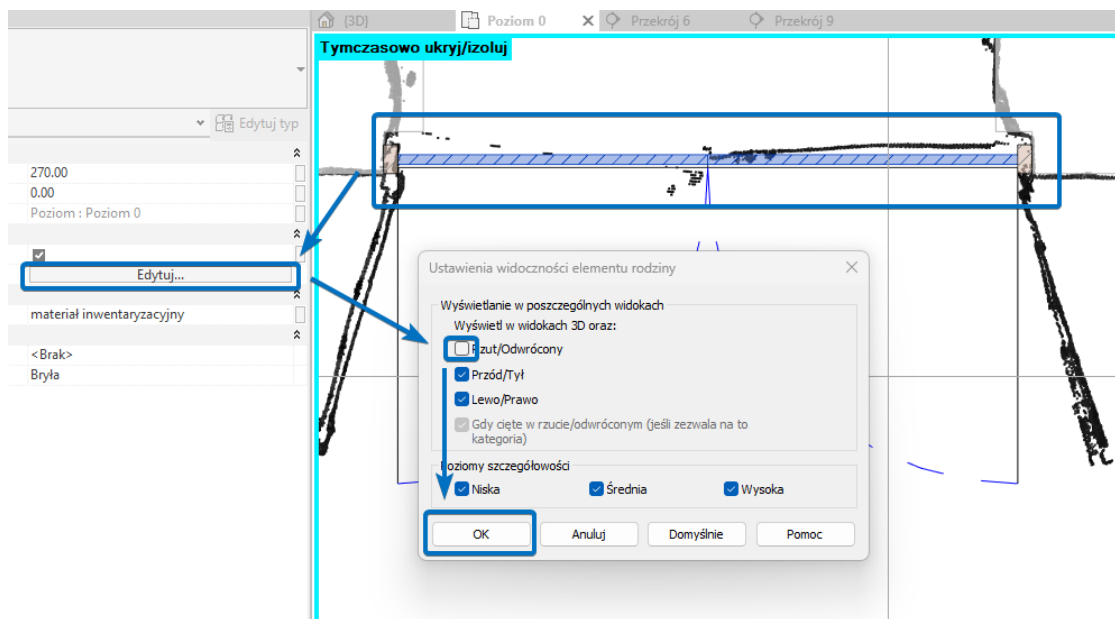 {3D}
Poziom 0
Przekrój 6
Przekrój 9
Tymczasowo ukryj/izoluj
Edytuj typ
270.00
0.00
Poziom : Poziom 0
Edytuj...
materiał inwentaryzacyjny
<Brak>
Bryła
Ustawienia widoczności elementu rodziny
Wyświetlanie w poszczególnych widokach
Wyświetl w widokach 3D oraz:
Rzut/Odwrócony
Przód/Tył
Lewo/Prawo
Gdy cięte w rzucie/odwróconym (jeśli zezwala na to
kategoria)
Poziomy szczegółowości
Niska
Średnia
Wysoka
OK
Anuluj
Domyślnie
Pomoc